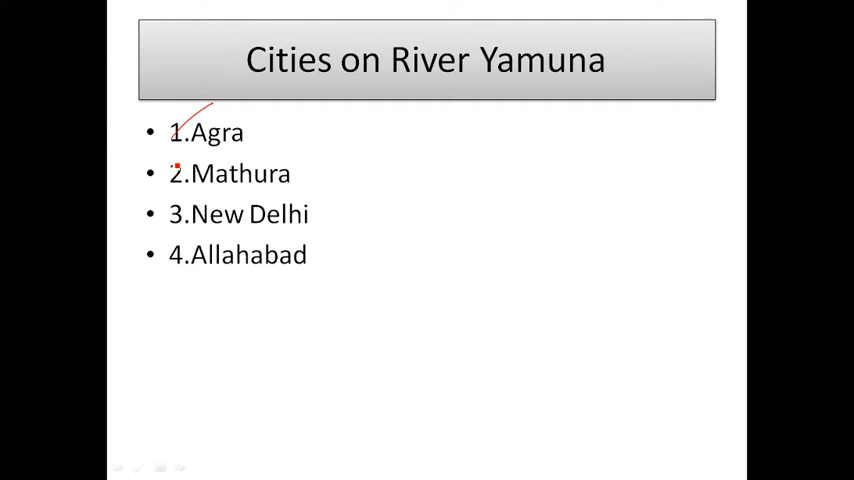 Cities on River Yamuna
• 1.Agra
• 2.Mathura
• 3.New Delhi
• 4.Allahabad